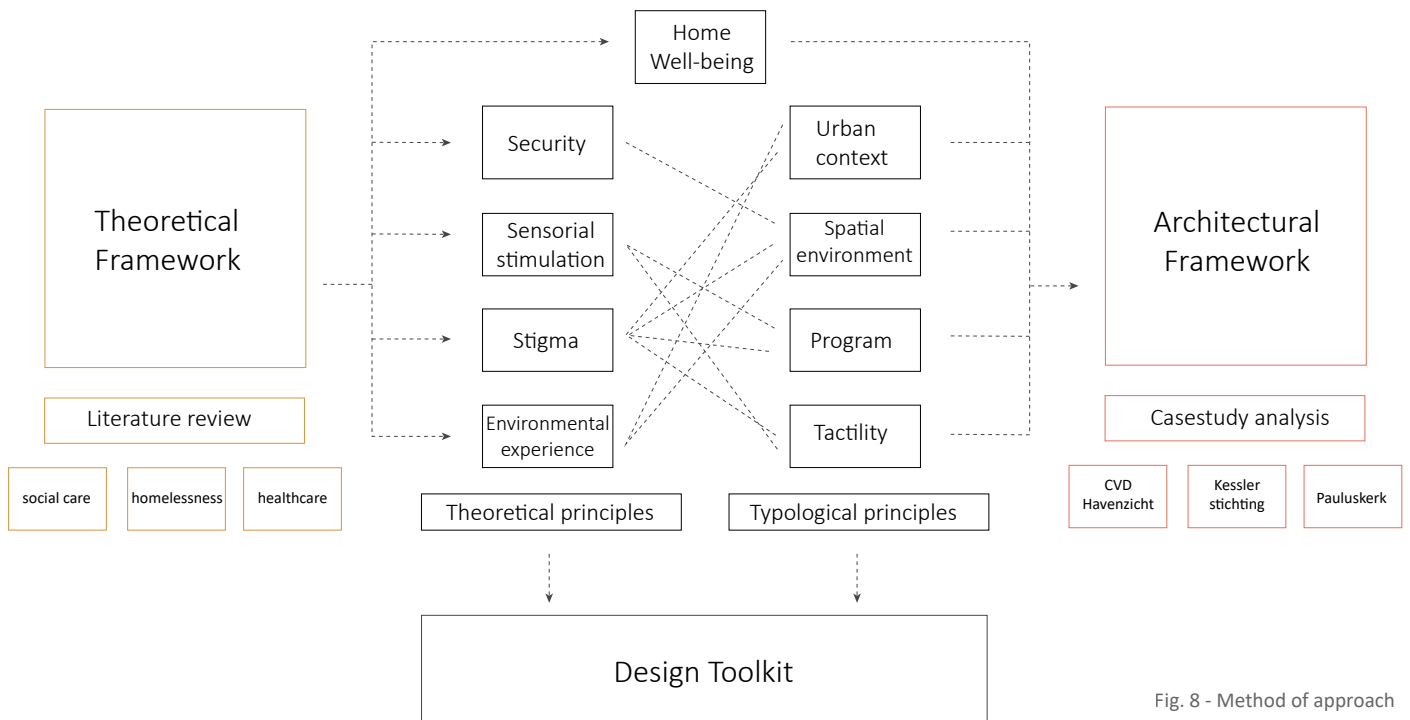 Home
Well-being
Theoretical
Framework
Literature review
social care
homelessness
healthcare
Security
Sensorial
stimulation
Stigma
Environmental
experience
Theoretical principles
Urban
context
Spatial
environment
Program
Tactility
Typological principles
Architectural
Framework
Casestudy analysis
CVD
Havenzicht
Kessler
stichting
Pauluskerk
Design Toolkit
Fig. 8 - Method of approach